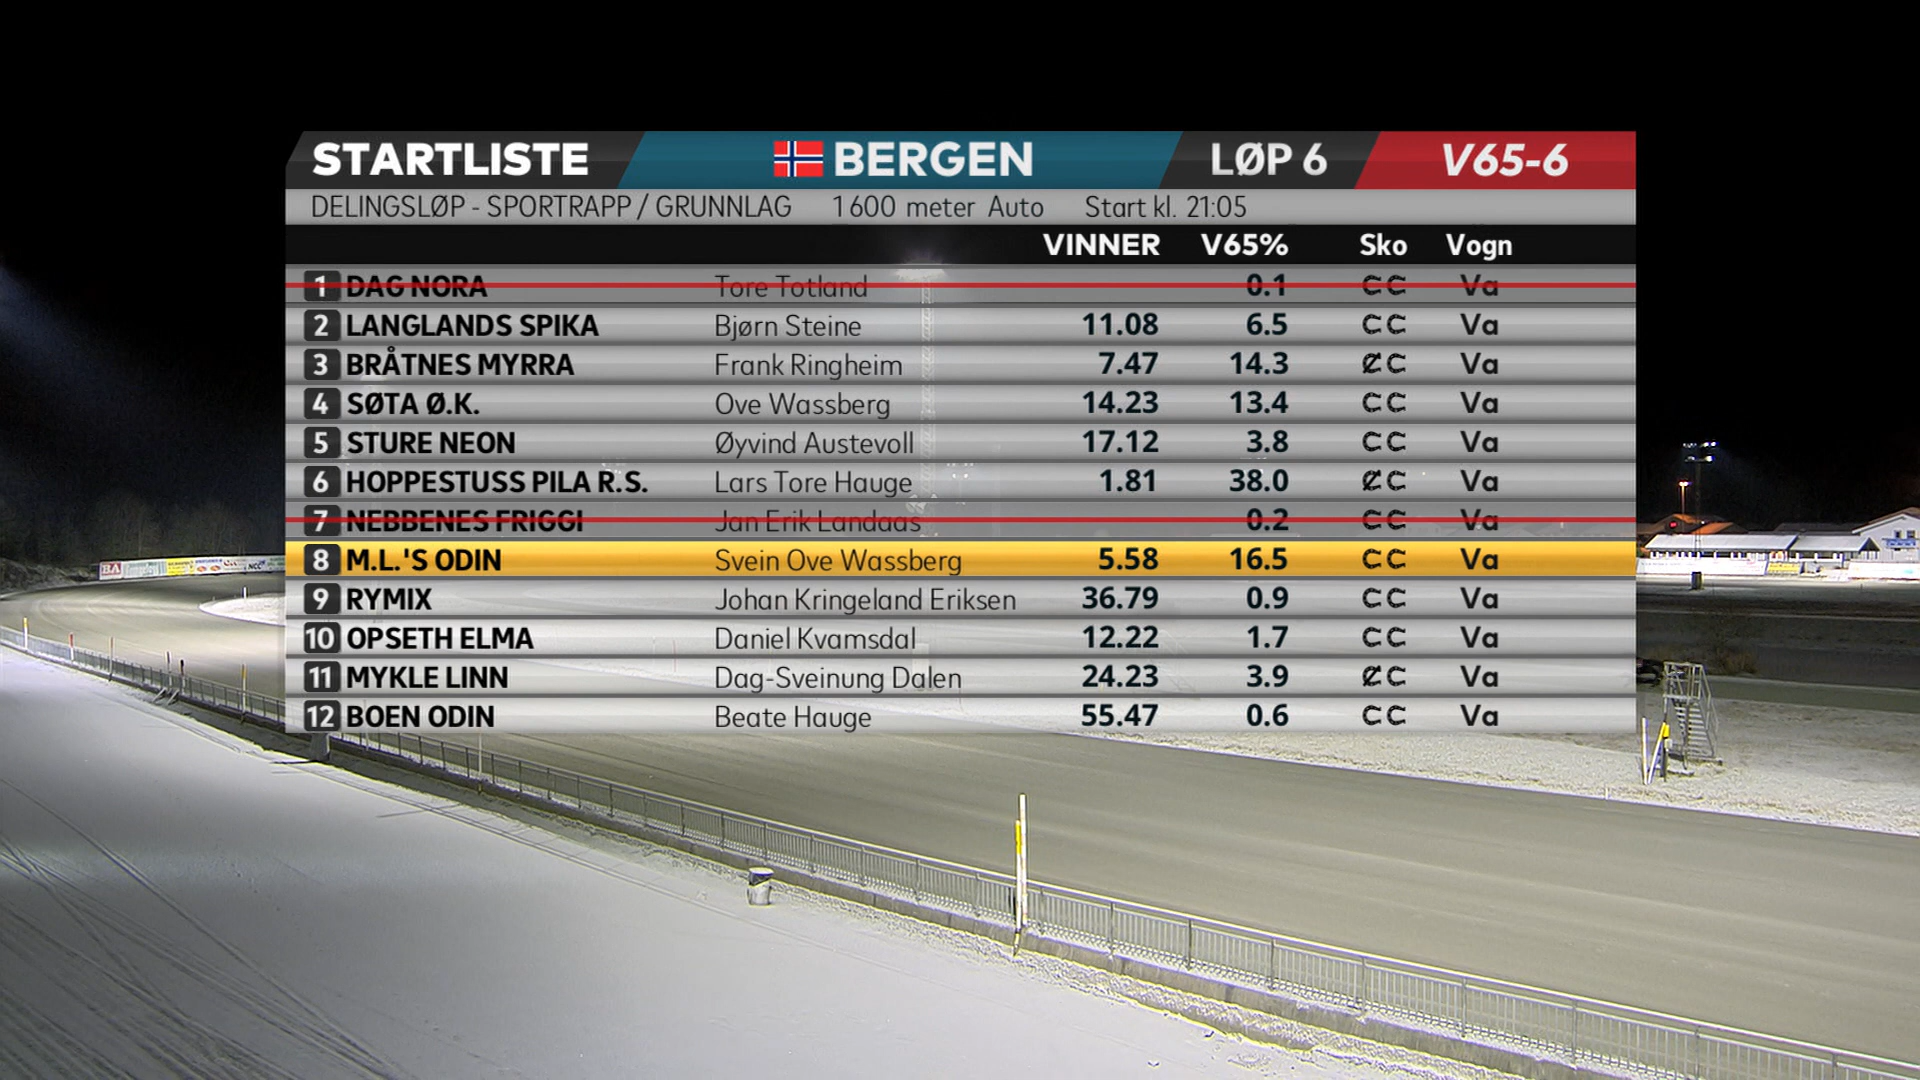 STARTLISTE BERGEN LØP 6 V65-6
DELINGSLØP - SPORTRAPP / GRUNNLAG 1600 meter Auto Start kl. 21:05
VINNER V65% Sko Vogn
1 DAG NORA Tore Totland 0.1 C C Va
2 LANGLANDS SPIKA Bjørn Steine 11.08 6.5 C C Va
3 BRÅTNES MYRRA Frank Ringheim 7.47 14.3 Ȼ C Va
4 SØTA Ø.K. Ove Wassberg 14.23 13.4 C C Va
5 STURE NEON Øyvind Austevoll 17.12 3.8 C C Va
6 HOPPESTUSS PILA R.S. Lars Tore Hauge 1.81 38.0 Ȼ C Va
7 NEBBENES FRIGGI Jan Erik Landaas 0.2 C C Va
8 M.L.'S ODIN Svein Ove Wassberg 5.58 16.5 C C Va
9 RYMIX Johan Kringeland Eriksen 36.79 0.9 C C Va
10 OPSETH ELMA Daniel Kvamsdal 12.22 1.7 C C Va
11 MYKLE LINN Dag-Sveinung Dalen 24.23 3.9 Ȼ C Va
12 BOEN ODIN Beate Hauge 55.47 0.6 C C Va
BA